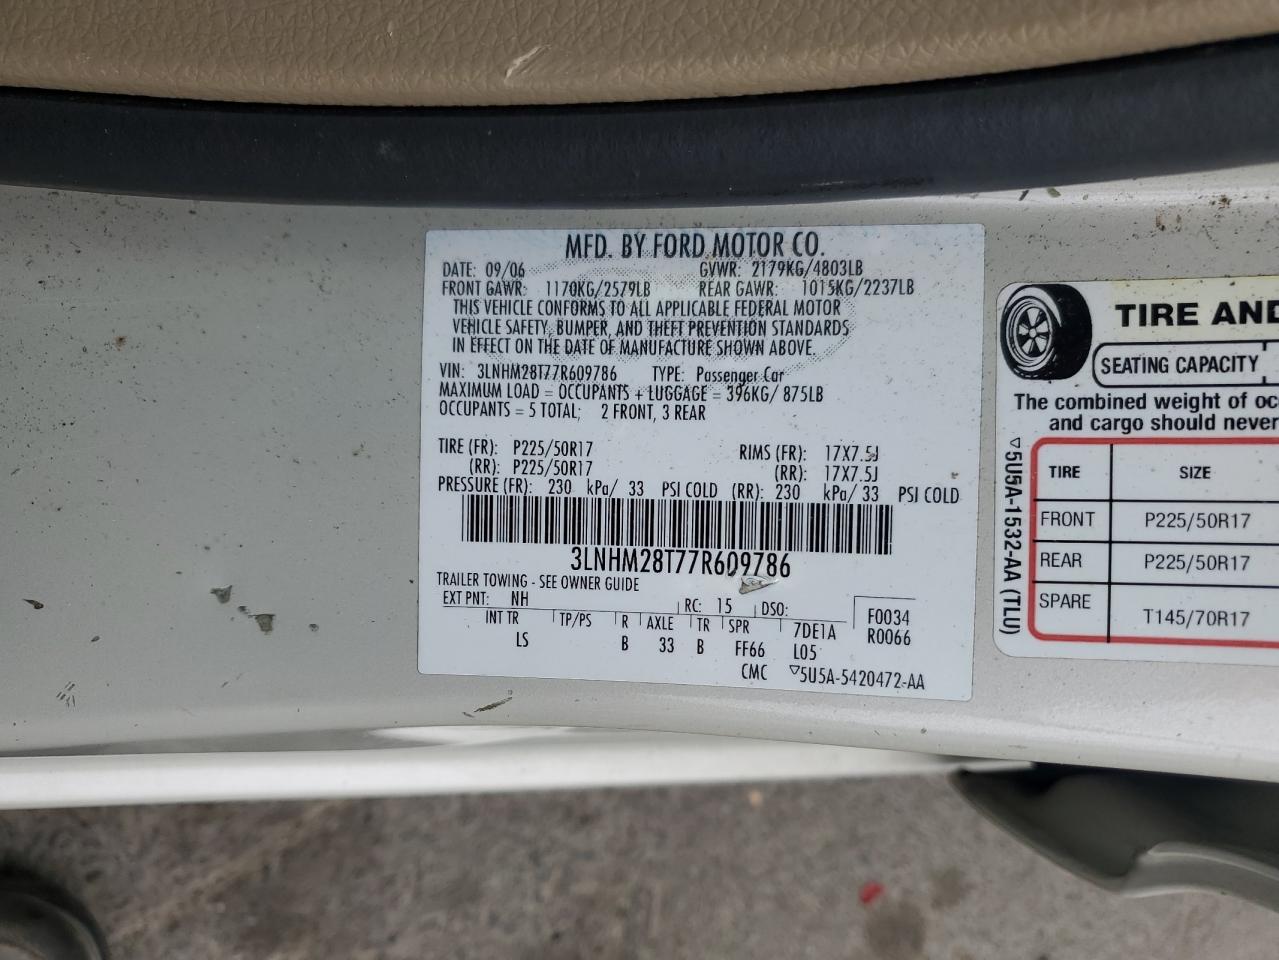 MFD. BY FORD MOTOR CO.
DATE: 09/06 GVWR: 2179KG/4803LB
FRONT GAWR: 1170KG/2579LB REAR GAWR: 1015KG/2237LB
THIS VEHICLE CONFORMS TO ALL APPLICABLE FEDERAL MOTOR
VEHICLE SAFETY, BUMPER, AND THEFT PREVENTION STANDARDS
IN EFFECT ON THE DATE OF MANUFACTURE SHOWN ABOVE.
VIN: 3LNHM28T77R609786 TYPE: Passenger Car
MAXIMUM LOAD = OCCUPANTS + LUGGAGE = 396KG/ 875LB
OCCUPANTS = 5 TOTAL; 2 FRONT, 3 REAR
TIRE (FR): P225/50R17 RIMS (FR): 17X7.5J
(RR): P225/50R17 (RR): 17X7.5J
PRESSURE (FR): 230 kPa/ 33 PSI COLD (RR): 230 kPa/ 33 PSI COLD
3LNHM28T77R609786
TRAILER TOWING - SEE OWNER GUIDE
EXT PNT: NH RC: 15 DSO: F0034
INT TR TP/PS R AXLE TR SPR 7DE1A R0066
LS B 33 B FF66 L05
CMC ▽5U5A-5420472-AA
TIRE AND
SEATING CAPACITY
The combined weight of oc
and cargo should never
TIRE SIZE
FRONT P225/50R17
REAR P225/50R17
SPARE T145/70R17
▽5U5A-1532-AA (TLU)